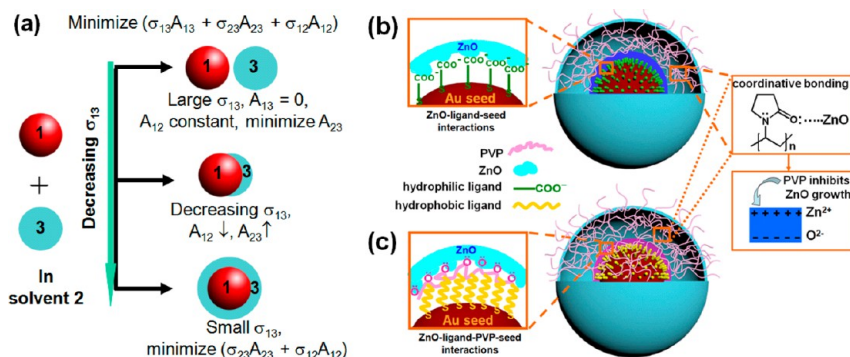 (a)
Minimize (σ₁₃A₁₃ + σ₂₃A₂₃ + σ₁₂A₁₂)
1
+
3
In
solvent 2
Decreasing σ₁₃
1
3
Large σ₁₃, A₁₃ = 0,
A₁₂ constant, minimize A₂₃
1
3
Decreasing σ₁₃,
A₁₂ ↓, A₂₃↑
1
3
Small σ₁₃,
minimize (σ₂₃A₂₃ + σ₁₂A₁₂)
(b)
ZnO
COO⁻ COO⁻ COO⁻ COO⁻ COO⁻
Au seed
ZnO-ligand-seed
interactions
PVP
ZnO
hydrophilic ligand
COO⁻
hydrophobic ligand
(c)
ZnO
O O O O O O
S S S S S S S
Au seed
ZnO-ligand-PVP-seed
interactions
coordinative bonding
N
O: ·····ZnO
n
PVP inhibits
ZnO growth
+ + + + +
Zn²⁺
- - - - -
O²⁻